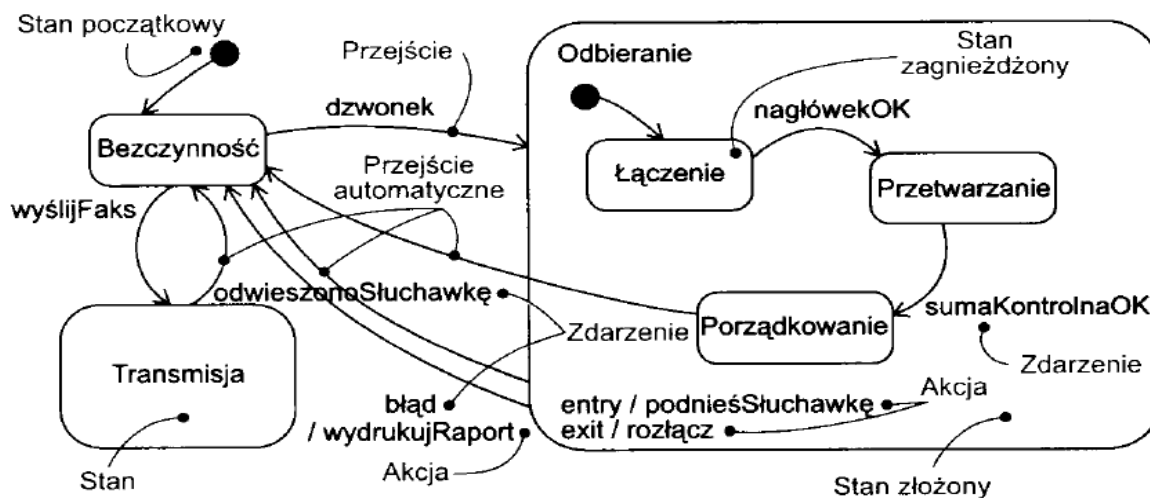 Stan początkowy
Przejście
dzwonek
Bezczynność
Przejście
automatyczne
wyślijFaks
odwieszonoSłuchawkę
Zdarzenie
Transmisja
błąd
/ wydrukujRaport
Akcja
Stan
Odbieranie
Stan
zagnieżdżony
nagłówekOK
Łączenie
Przetwarzanie
Porządkowanie
sumaKontrolnaOK
Zdarzenie
Akcja
entry / podnieśSłuchawkę
exit / rozłącz
Stan złożony